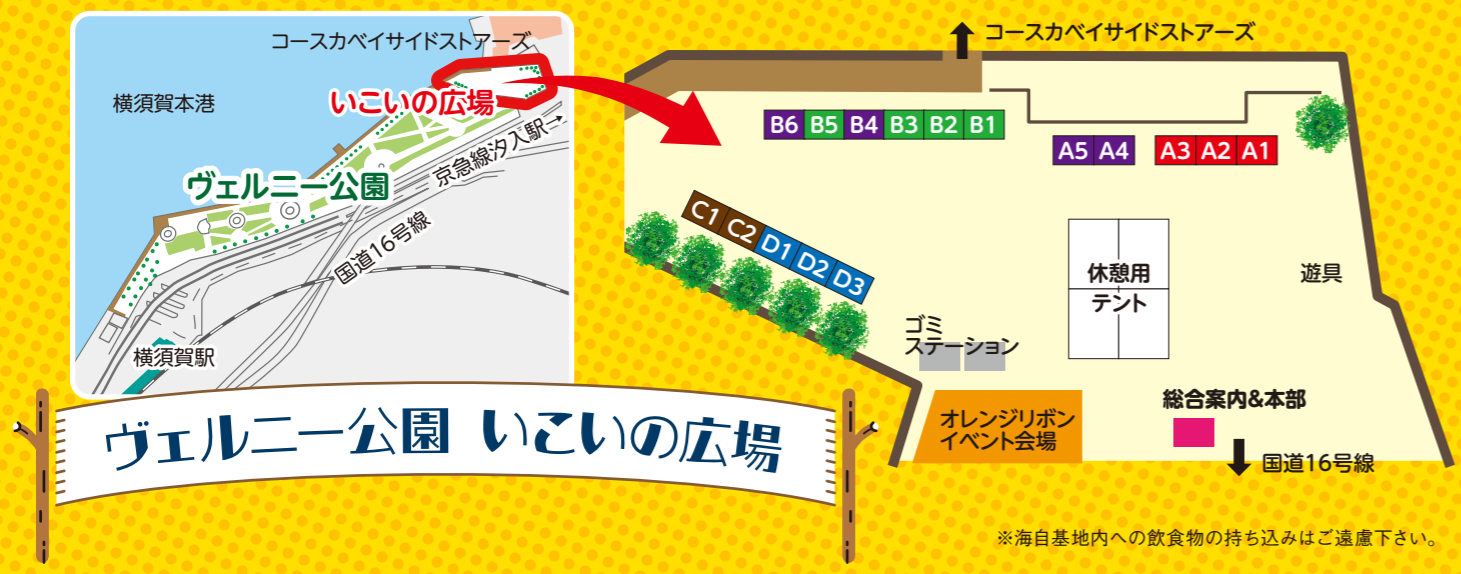 コースカベイサイドストアーズ
横須賀本港
いこいの広場
京急線汐入駅→
ヴェルニー公園
国道16号線
横須賀駅
ヴェルニー公園 いこいの広場
コースカベイサイドストアーズ
B6 B5 B4 B3 B2 B1
A5 A4 A3 A2 A1
C1 C2 D1 D2 D3
休憩用
テント
遊具
ゴミ
ステーション
オレンジリボン
イベント会場
総合案内&本部
国道16号線
※海自基地内への飲食物の持ち込みはご遠慮下さい。